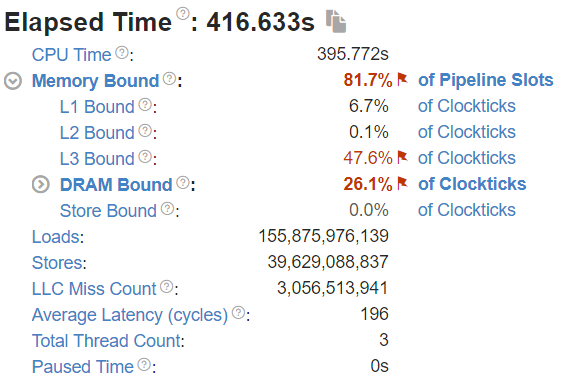 Elapsed Time ?: 416.633s
CPU Time ?: 395.772s
Memory Bound ?: 81.7% of Pipeline Slots
L1 Bound ?: 6.7% of Clockticks
L2 Bound ?: 0.1% of Clockticks
L3 Bound ?: 47.6% of Clockticks
DRAM Bound ?: 26.1% of Clockticks
Store Bound ?: 0.0% of Clockticks
Loads: 155,875,976,139
Stores: 39,629,088,837
LLC Miss Count ?: 3,056,513,941
Average Latency (cycles) ?: 196
Total Thread Count: 3
Paused Time ?: 0s